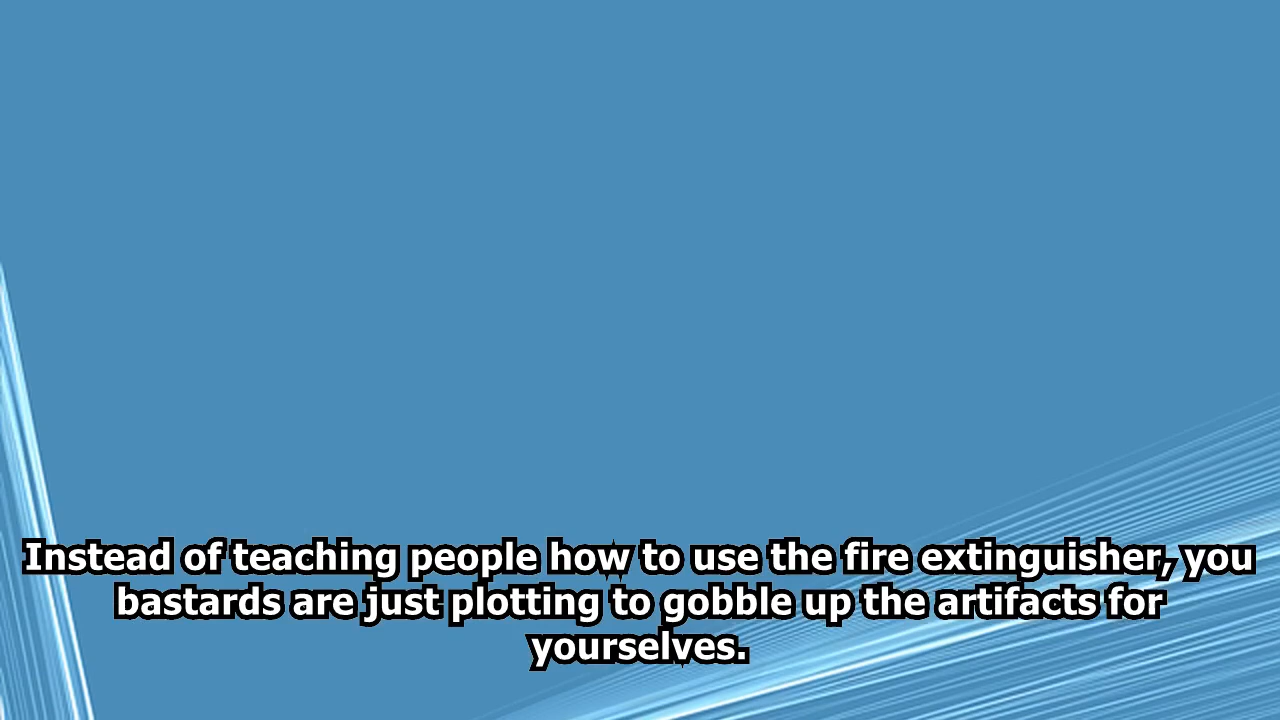 Instead of teaching people how to use the fire extinguisher, you
bastards are just plotting to gobble up the artifacts for
yourselves.